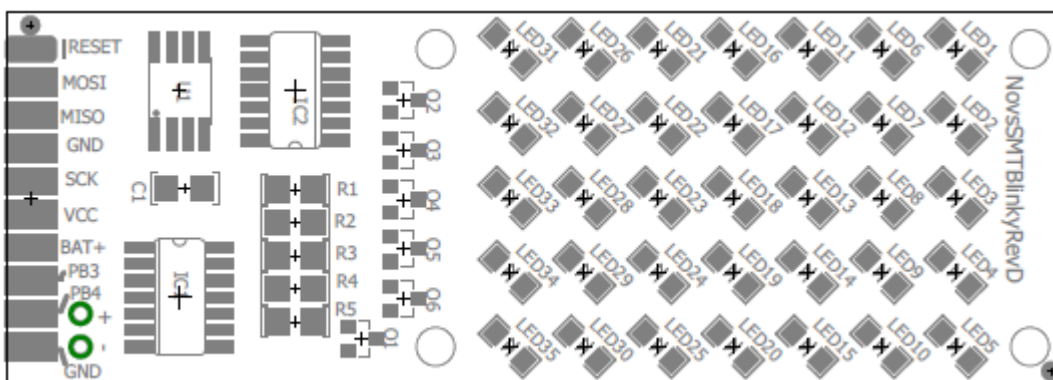 RESET
MOSI
MISO
GND
SCK
VCC
BAT+
PB3
PB4
+
-
GND
U1
IC2
C1
R1
R2
R3
R4
R5
Q2
Q3
Q4
Q5
Q6
Q1
LED31
LED26
LED21
LED16
LED11
LED6
LED1
LED32
LED27
LED22
LED17
LED12
LED7
LED2
LED33
LED28
LED23
LED18
LED13
LED8
LED3
LED34
LED29
LED24
LED19
LED14
LED9
LED4
LED35
LED30
LED25
LED20
LED15
LED10
LED5
NovsSMTBlinkyRevD